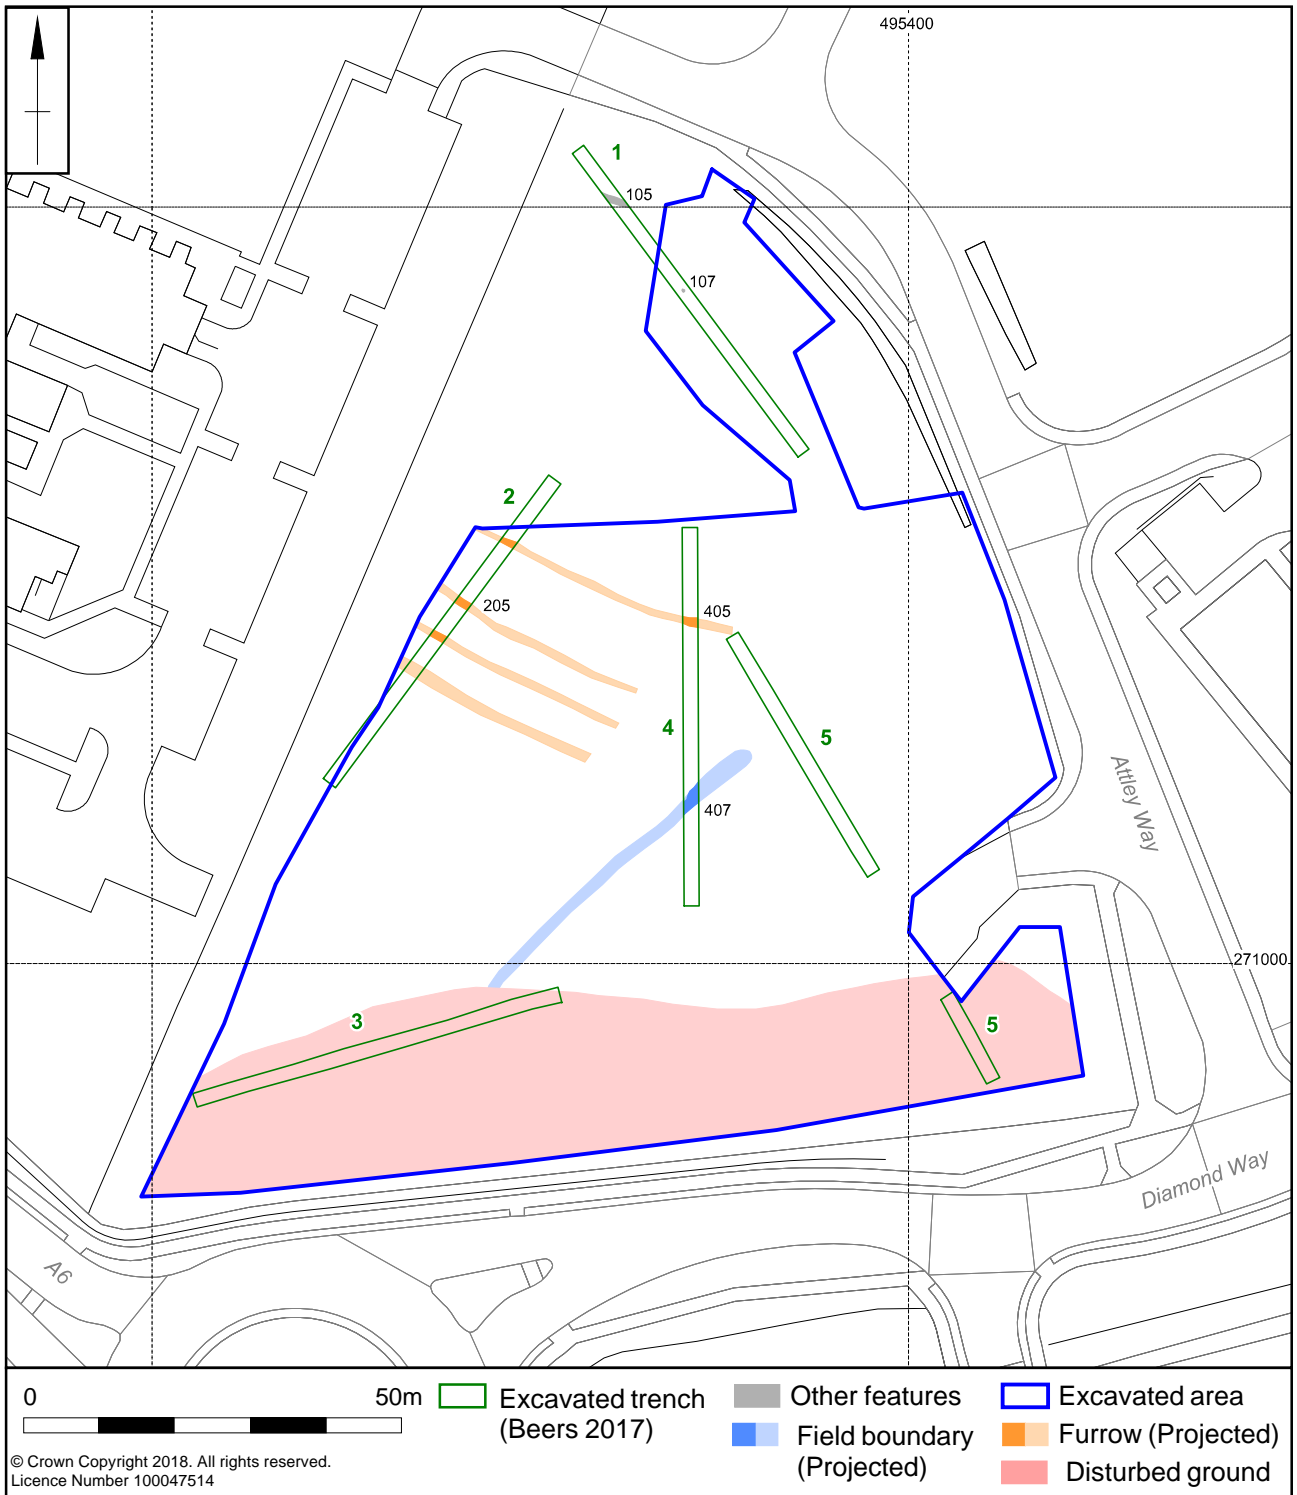 495400
1
105
107
2
205
405
4
5
407
Attley Way
271000
3
5
Diamond Way
A6
0 50m
Excavated trench
(Beers 2017)
Other features
Field boundary
(Projected)
Excavated area
Furrow (Projected)
Disturbed ground
© Crown Copyright 2018. All rights reserved.
Licence Number 100047514